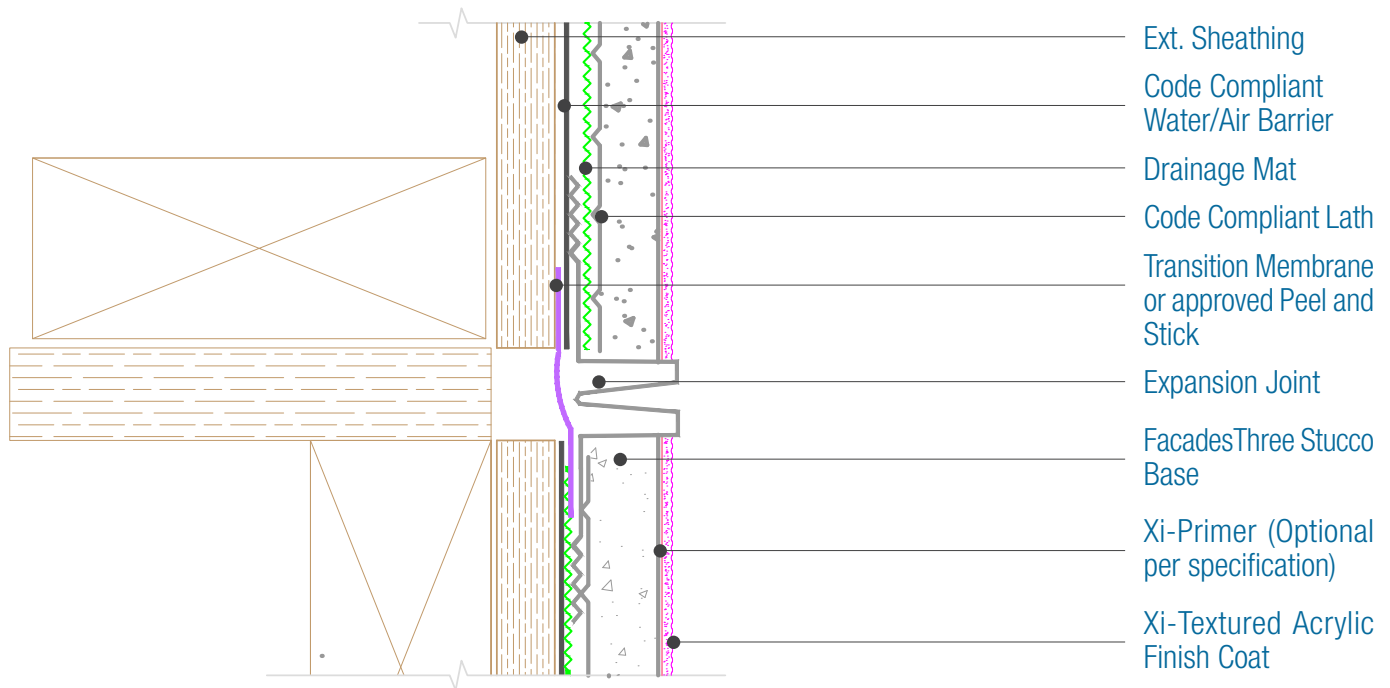 Ext. Sheathing
Code Compliant
Water/Air Barrier
Drainage Mat
Code Compliant Lath
Transition Membrane
or approved Peel and
Stick
Expansion Joint
FacadesThree Stucco
Base
Xi-Primer (Optional
per specification)
Xi-Textured Acrylic
Finish Coat